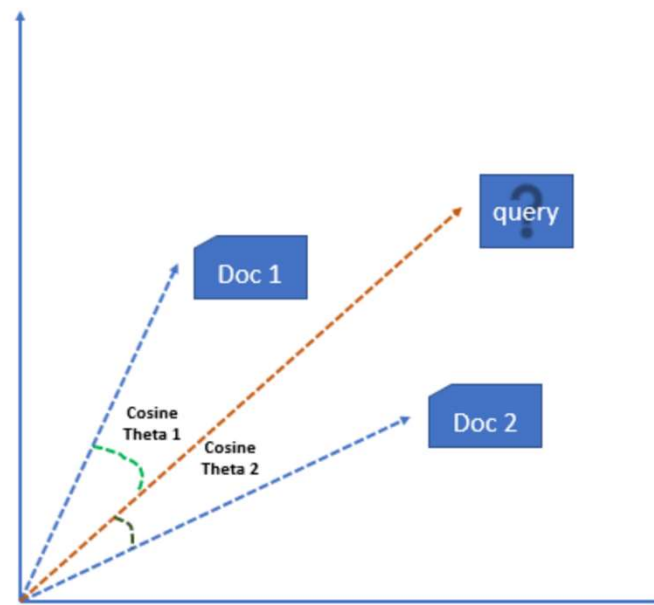 query
Doc 1
Cosine
Theta 1
Cosine
Theta 2
Doc 2
?